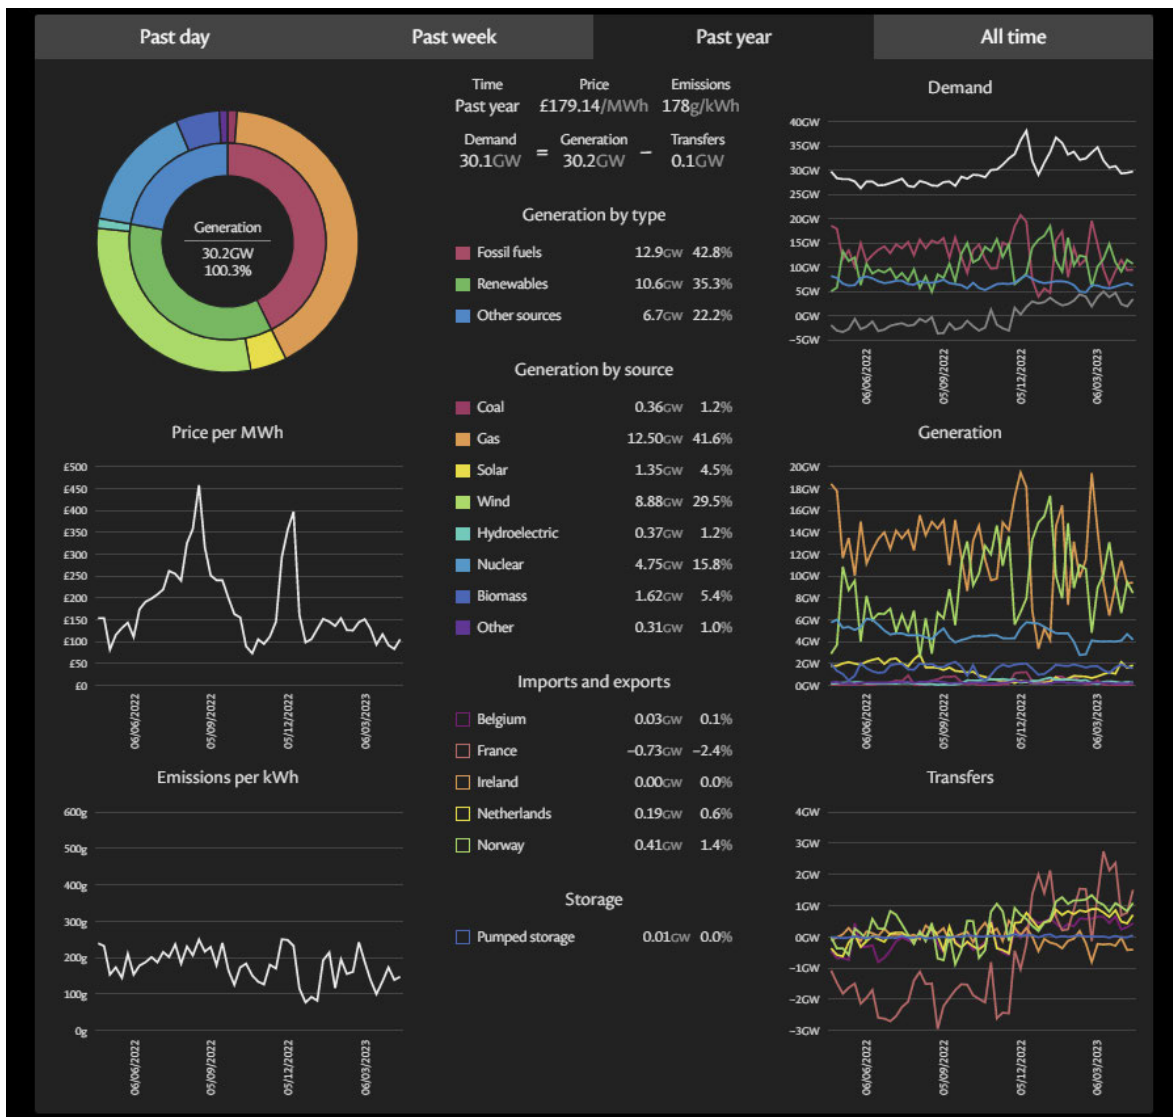 Past day
Past week
Past year
All time
Time Price Emissions
Past year £179.14/MWh 178g/kWh
Demand Generation Transfers
30.1GW = 30.2GW − 0.1GW
Generation
30.2GW
100.3%
Generation by type
Fossil fuels 12.9GW 42.8%
Renewables 10.6GW 35.3%
Other sources 6.7GW 22.2%
Generation by source
Coal 0.36GW 1.2%
Gas 12.50GW 41.6%
Solar 1.35GW 4.5%
Wind 8.88GW 29.5%
Hydroelectric 0.37GW 1.2%
Nuclear 4.75GW 15.8%
Biomass 1.62GW 5.4%
Other 0.31GW 1.0%
Imports and exports
Belgium 0.03GW 0.1%
France −0.73GW −2.4%
Ireland 0.00GW 0.0%
Netherlands 0.19GW 0.6%
Norway 0.41GW 1.4%
Storage
Pumped storage 0.01GW 0.0%
Price per MWh
£500
£450
£400
£350
£300
£250
£200
£150
£100
£50
£0
06/06/2022
05/09/2022
05/12/2022
06/03/2023
Emissions per kWh
600g
500g
400g
300g
200g
100g
0g
06/06/2022
05/09/2022
05/12/2022
06/03/2023
Demand
40GW
35GW
30GW
25GW
20GW
15GW
10GW
5GW
0GW
−5GW
06/06/2022
05/09/2022
05/12/2022
06/03/2023
Generation
20GW
18GW
16GW
14GW
12GW
10GW
8GW
6GW
4GW
2GW
0GW
06/06/2022
05/09/2022
05/12/2022
06/03/2023
Transfers
4GW
3GW
2GW
1GW
0GW
−1GW
−2GW
−3GW
06/06/2022
05/09/2022
05/12/2022
06/03/2023